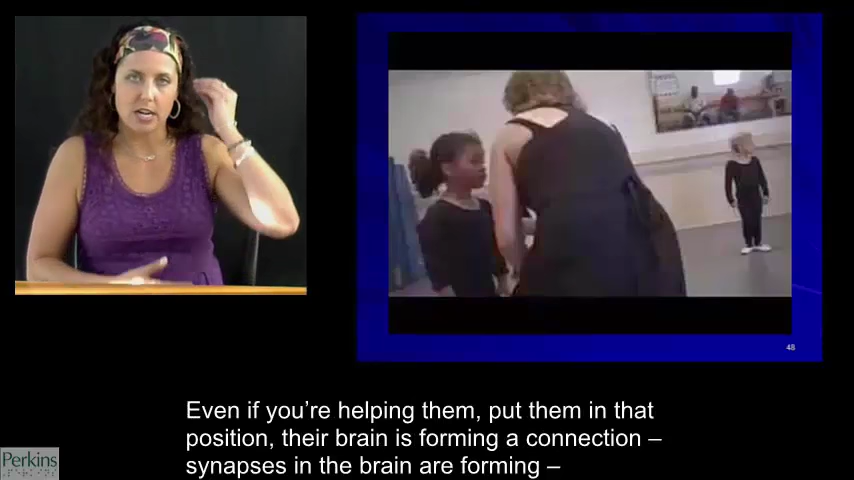 48
Even if you’re helping them, put them in that
position, their brain is forming a connection –
synapses in the brain are forming –
Perkins